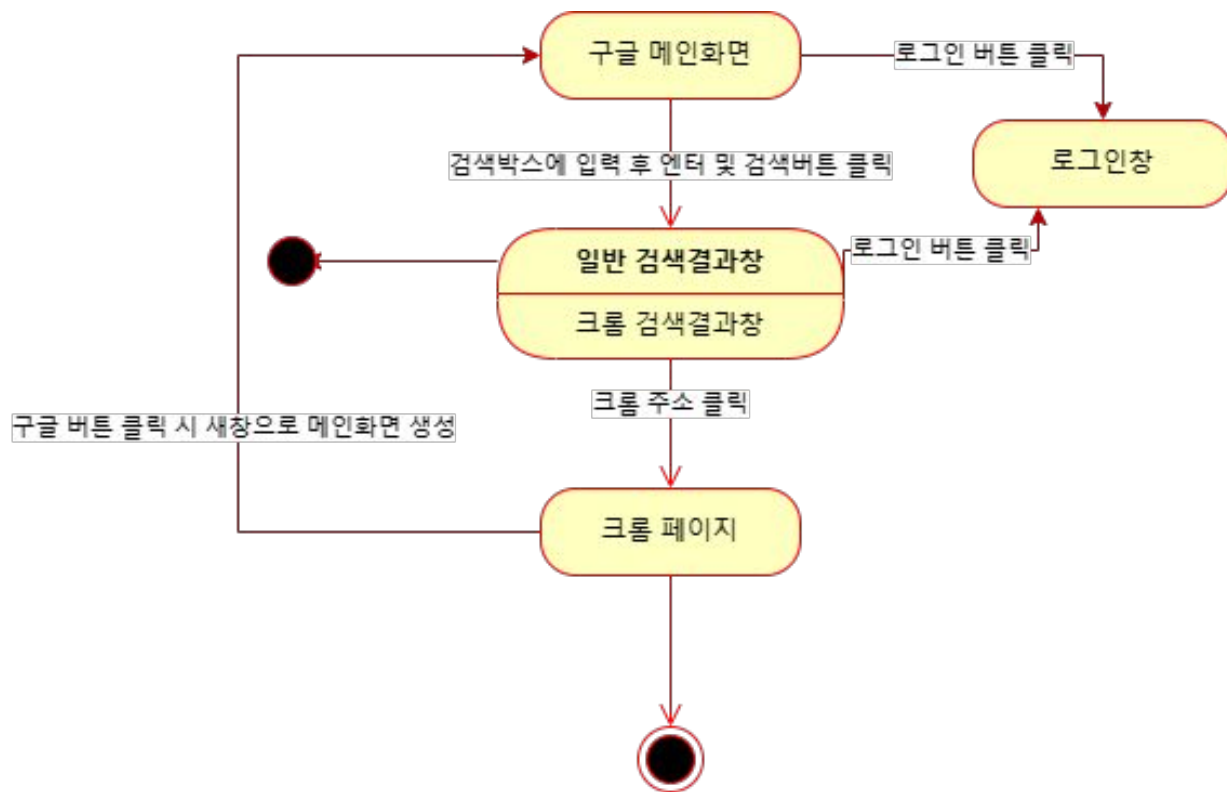 구글 메인화면
로그인 버튼 클릭
로그인창
검색박스에 입력 후 엔터 및 검색버튼 클릭
일반 검색결과창
로그인 버튼 클릭
크롬 검색결과창
크롬 주소 클릭
구글 버튼 클릭 시 새창으로 메인화면 생성
크롬 페이지